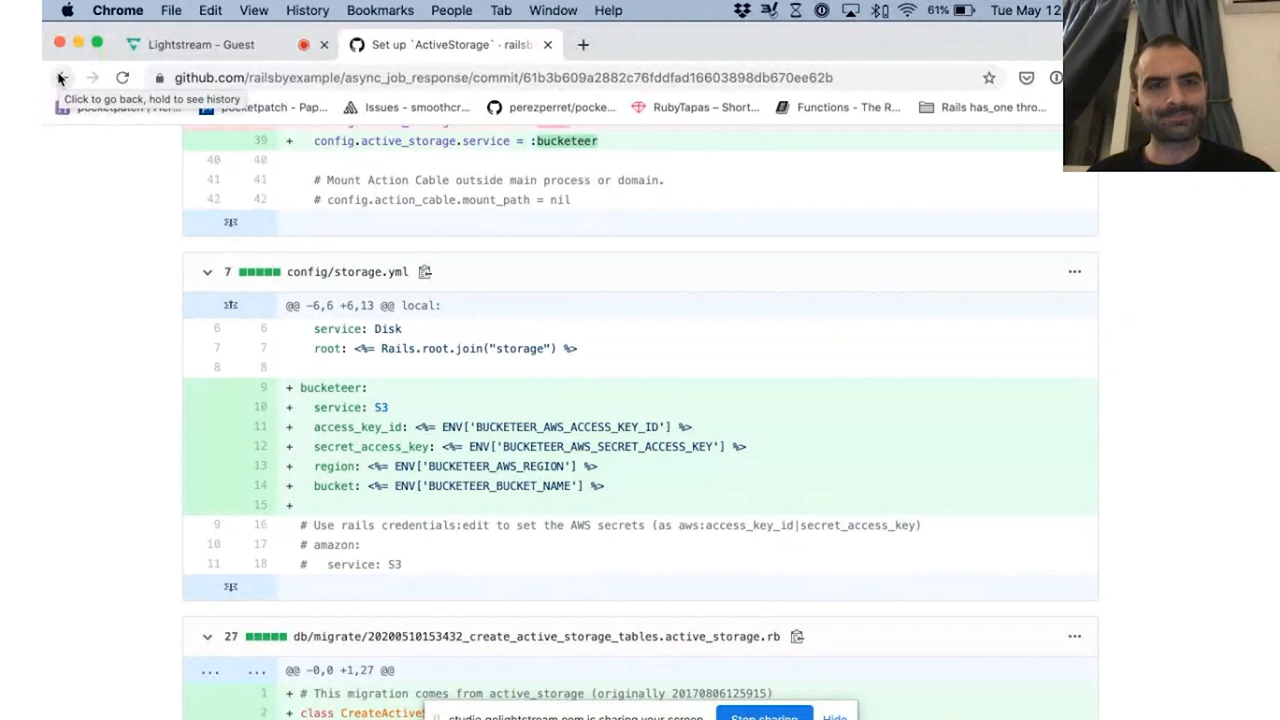 Chrome File Edit View History Bookmarks People Tab Window Help 61% Tue May 12
Lightstream - Guest Set up `ActiveStorage` · railsb
github.com/railsbyexample/async_job_response/commit/61b3b609a2882c76fddfad16603898db670ee62b
Click to go back, hold to see history
pocketpatch - Pap... Issues - smoothcr... perezperret/pocke... RubyTapas – Short... Functions - The R... Rails has_one thro...
39 + config.active_storage.service = :bucketeer
40 40
41 41 # Mount Action Cable outside main process or domain.
42 42 # config.action_cable.mount_path = nil
7 config/storage.yml ...
@@ -6,6 +6,13 @@ local:
6 6 service: Disk
7 7 root: <%= Rails.root.join("storage") %>
8 8
9 + bucketeer:
10 + service: S3
11 + access_key_id: <%= ENV['BUCKETEER_AWS_ACCESS_KEY_ID'] %>
12 + secret_access_key: <%= ENV['BUCKETEER_AWS_SECRET_ACCESS_KEY'] %>
13 + region: <%= ENV['BUCKETEER_AWS_REGION'] %>
14 + bucket: <%= ENV['BUCKETEER_BUCKET_NAME'] %>
15 +
9 16 # Use rails credentials:edit to set the AWS secrets (as aws:access_key_id|secret_access_key)
10 17 # amazon:
11 18 # service: S3
27 db/migrate/20200510153432_create_active_storage_tables.active_storage.rb ...
... ... @@ -0,0 +1,27 @@
1 + # This migration comes from active_storage (originally 20170806125915)
2 + class CreateActive
studio.golightstream.com is sharing your screen. Stop sharing Hide